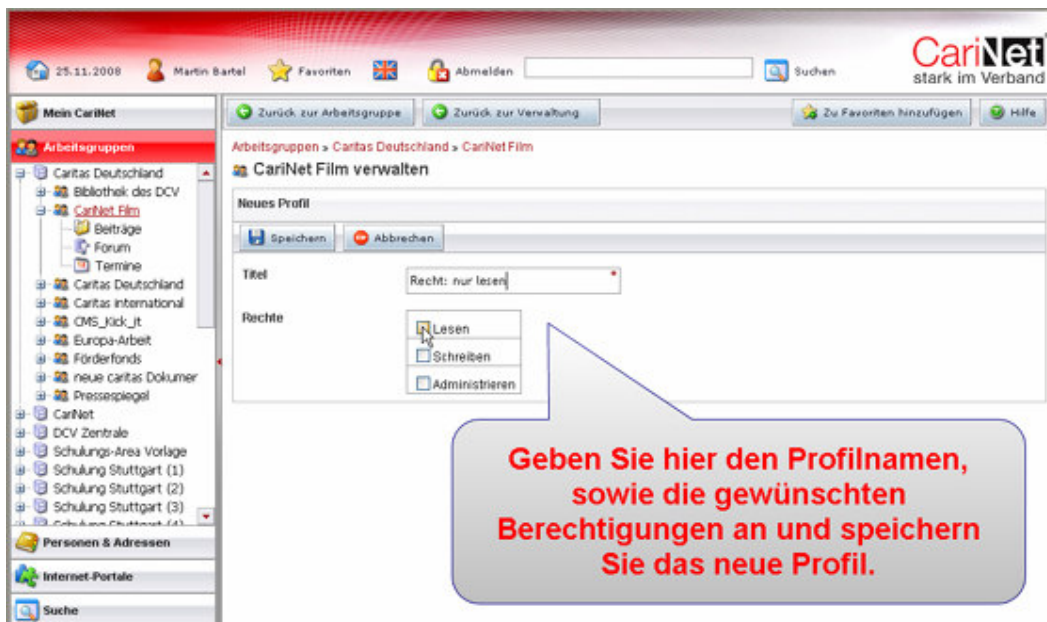 CariNet
stark im Verband
25.11.2008 Martin Bartel Favoriten Abmelden Suchen
Mein CariNet
Zurück zur Arbeitsgruppe Zurück zur Verwaltung Zu Favoriten hinzufügen Hilfe
Arbeitsgruppen
Caritas Deutschland
Bibliothek des DCV
CariNet Film
Beiträge
Forum
Termine
Caritas Deutschland
Caritas international
CMS_Kick_it
Europa-Arbeit
Förderfonds
neue caritas Dokumer
Pressespiegel
CariNet
DCV Zentrale
Schulungs-Area Vorlage
Schulung Stuttgart (1)
Schulung Stuttgart (2)
Schulung Stuttgart (3)
Schulung Stuttgart (4)
Personen & Adressen
Internet-Portale
Suche
Arbeitsgruppen » Caritas Deutschland » CariNet Film
CariNet Film verwalten
Neues Profil
Speichern Abbrechen
Titel Recht: nur lesen *
Rechte Lesen
Schreiben
Administrieren
Geben Sie hier den Profilnamen,
sowie die gewünschten
Berechtigungen an und speichern
Sie das neue Profil.